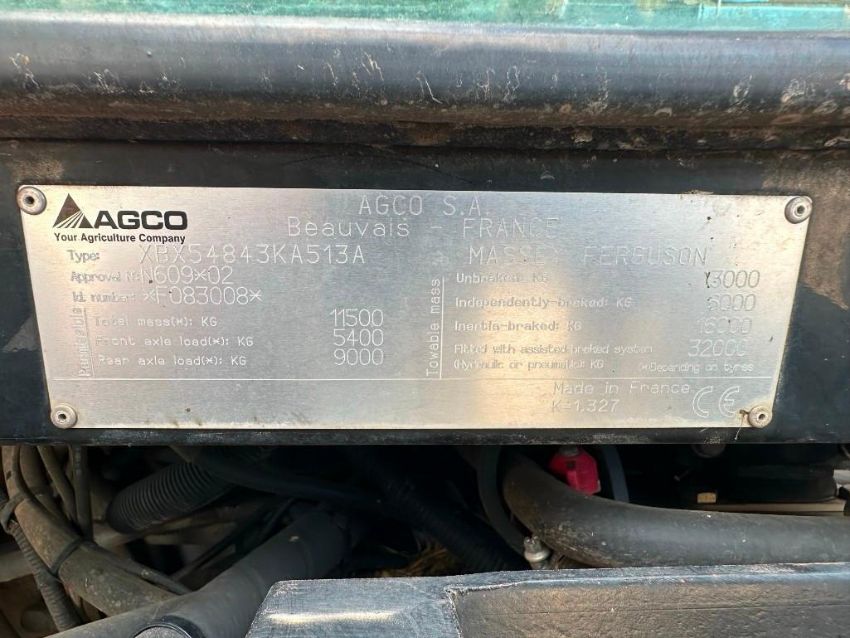 AGCO
Your Agriculture Company
AGCO S.A.
Beauvais - FRANCE
Type: XBX54843KA513A
MASSEY FERGUSON
Approval N: N609*02
Id. number: *F083008*
Permissible
Total mass(*): KG 11500
Front axle load(*): KG 5400
Rear axle load(*): KG 9000
Towable mass
Unbraked: KG 3000
Independently-braked: KG 6000
Inertia-braked: KG 16000
Fitted with assisted braked system
(Hydraulic or pneumatic): KG 32000
(*)Depending on tyres
Made in France
K=1.327
CE